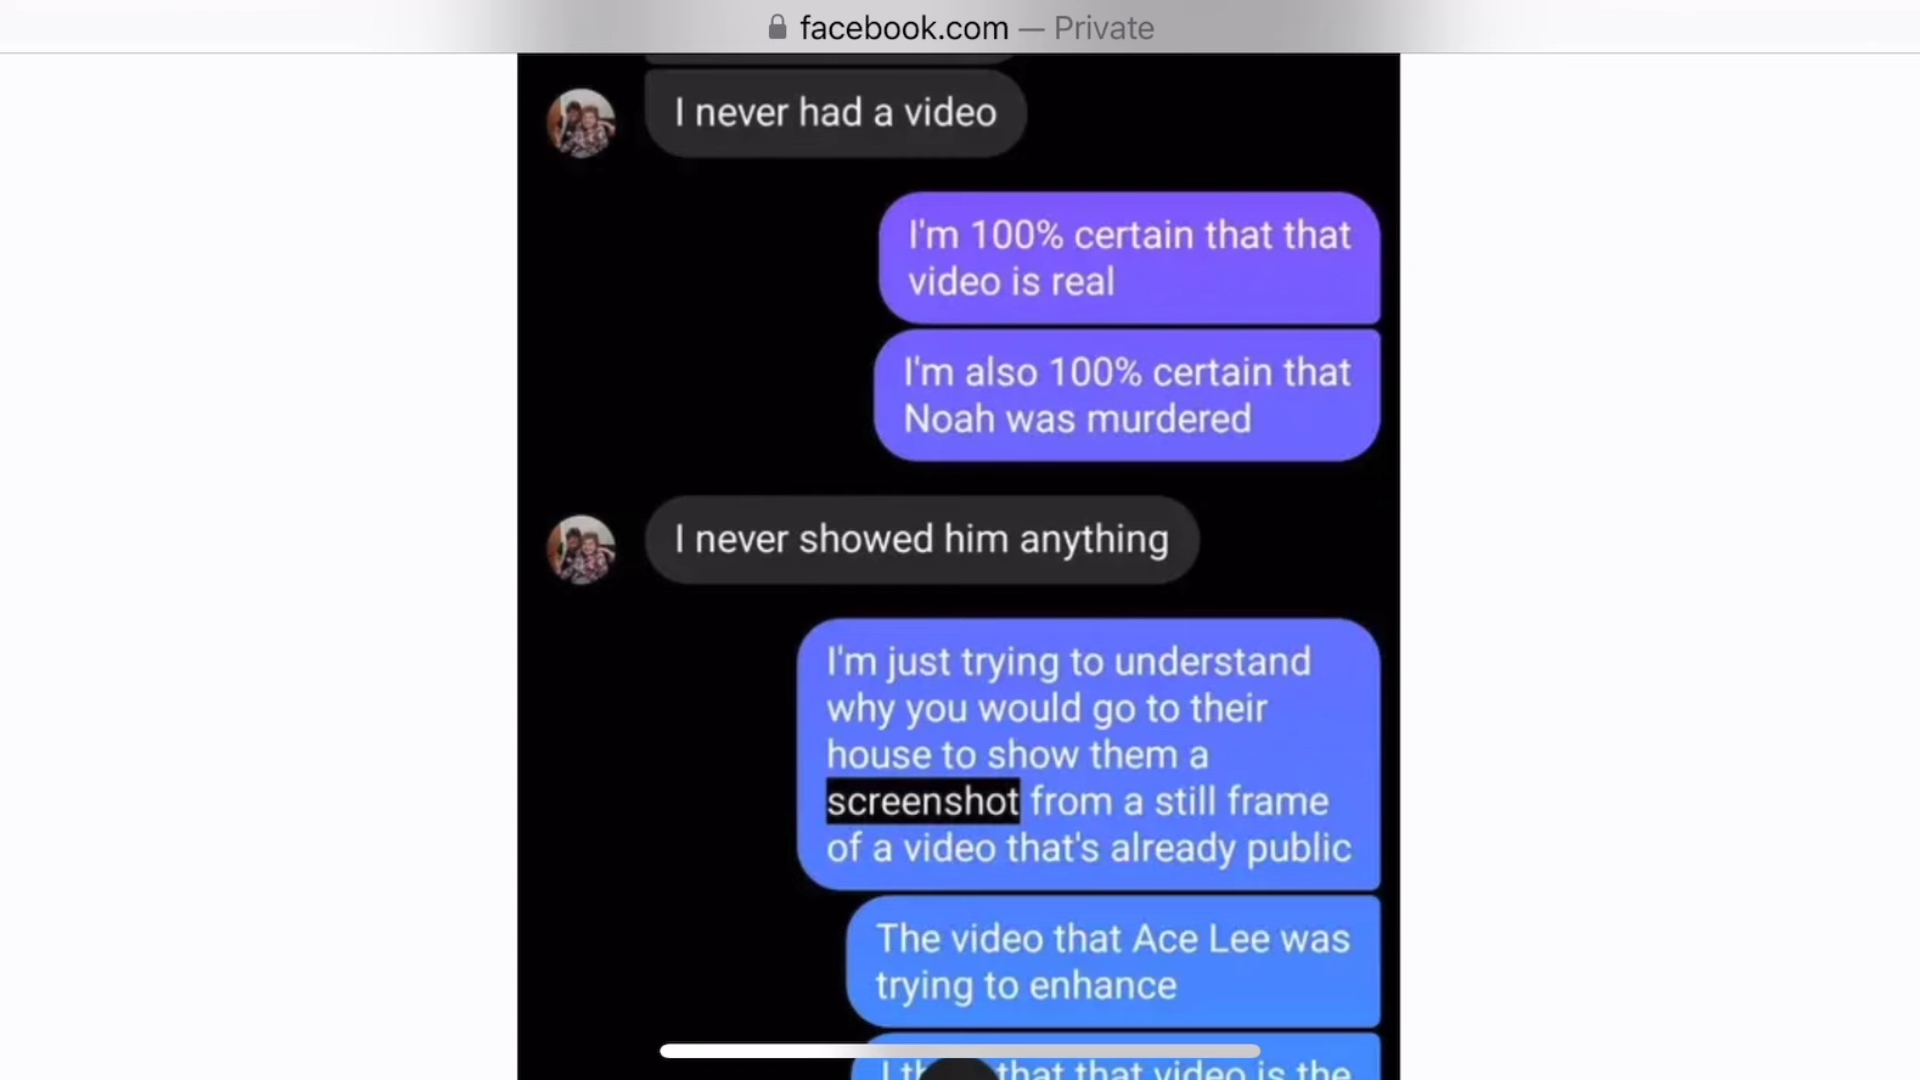 facebook.com — Private
I never had a video
I'm 100% certain that that
video is real
I'm also 100% certain that
Noah was murdered
I never showed him anything
I'm just trying to understand
why you would go to their
house to show them a
screenshot from a still frame
of a video that's already public
The video that Ace Lee was
trying to enhance
I that that video is the